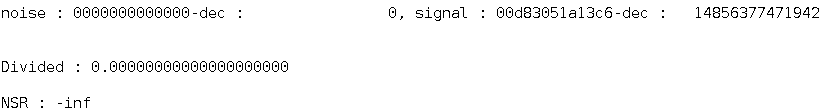 noise : 0000000000000-dec :                 0, signal : 00d83051a13c6-dec :   14856377471942
Divided : 0.00000000000000000000
NSR : -inf